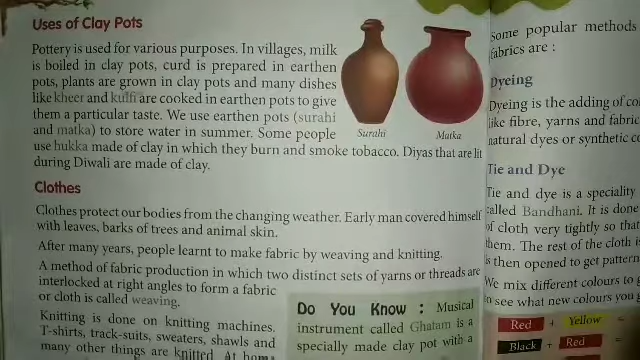 Uses of Clay Pots
Pottery is used for various purposes. In villages, milk
is boiled in clay pots, curd is prepared in earthen
pots, plants are grown in clay pots and many dishes
like kheer and kulfi are cooked in earthen pots to give
them a particular taste. We use earthen pots (surahi
and matka) to store water in summer. Some people
use hukka made of clay in which they burn and smoke tobacco. Diyas that are lit
during Diwali are made of clay.
Surahi
Matka
Clothes
Clothes protect our bodies from the changing weather. Early man covered himself
with leaves, barks of trees and animal skin.
After many years, people learnt to make fabric by weaving and knitting.
A method of fabric production in which two distinct sets of yarns or threads are
interlocked at right angles to form a fabric
or cloth is called weaving.
Knitting is done on knitting machines.
T-shirts, track-suits, sweaters, shawls and
many other things are knitted. At home
Do You Know : Musical
instrument called Ghatam is a
specially made clay pot with a
Some popular methods
fabrics are :
Dyeing
Dyeing is the adding of
like fibre, yarns and fabric
natural dyes or synthetic
Tie and Dye
Tie and dye is a speciality
called Bandhani. It is done
of cloth very tightly so
them. The rest of the cloth
is then opened to get
We mix different colours to
to see what new colours you
Red + Yellow =
Black + Red =